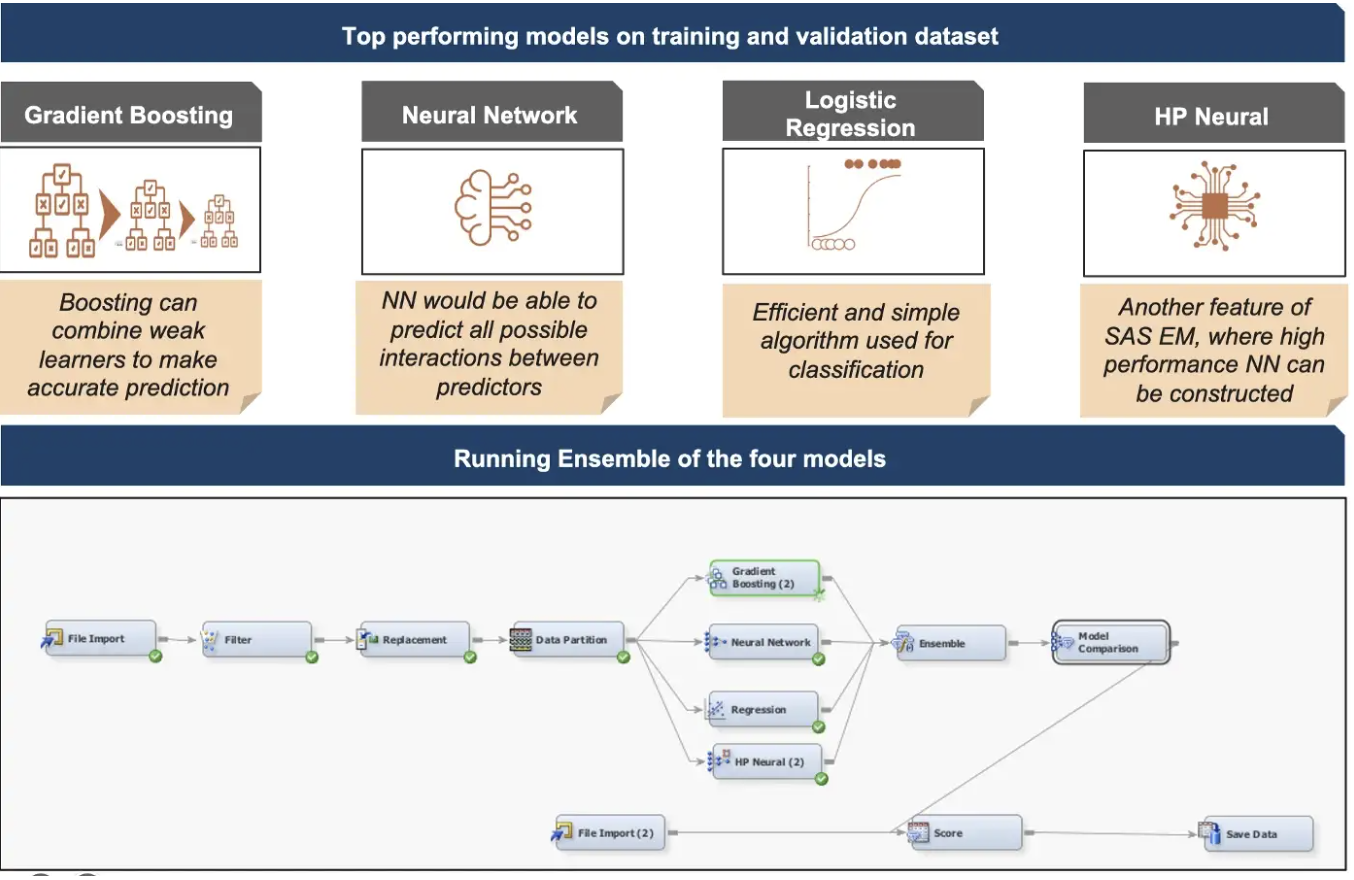 Top performing models on training and validation dataset
Gradient Boosting
Neural Network
Logistic
Regression
HP Neural
Boosting can
combine weak
learners to make
accurate prediction
NN would be able to
predict all possible
interactions between
predictors
Efficient and simple
algorithm used for
classification
Another feature of
SAS EM, where high
performance NN can
be constructed
Running Ensemble of the four models
File Import
Filter
Replacement
Data Partition
Gradient
Boosting (2)
Neural Network
Regression
HP Neural (2)
Ensemble
Model
Comparison
File Import (2)
Score
Save Data